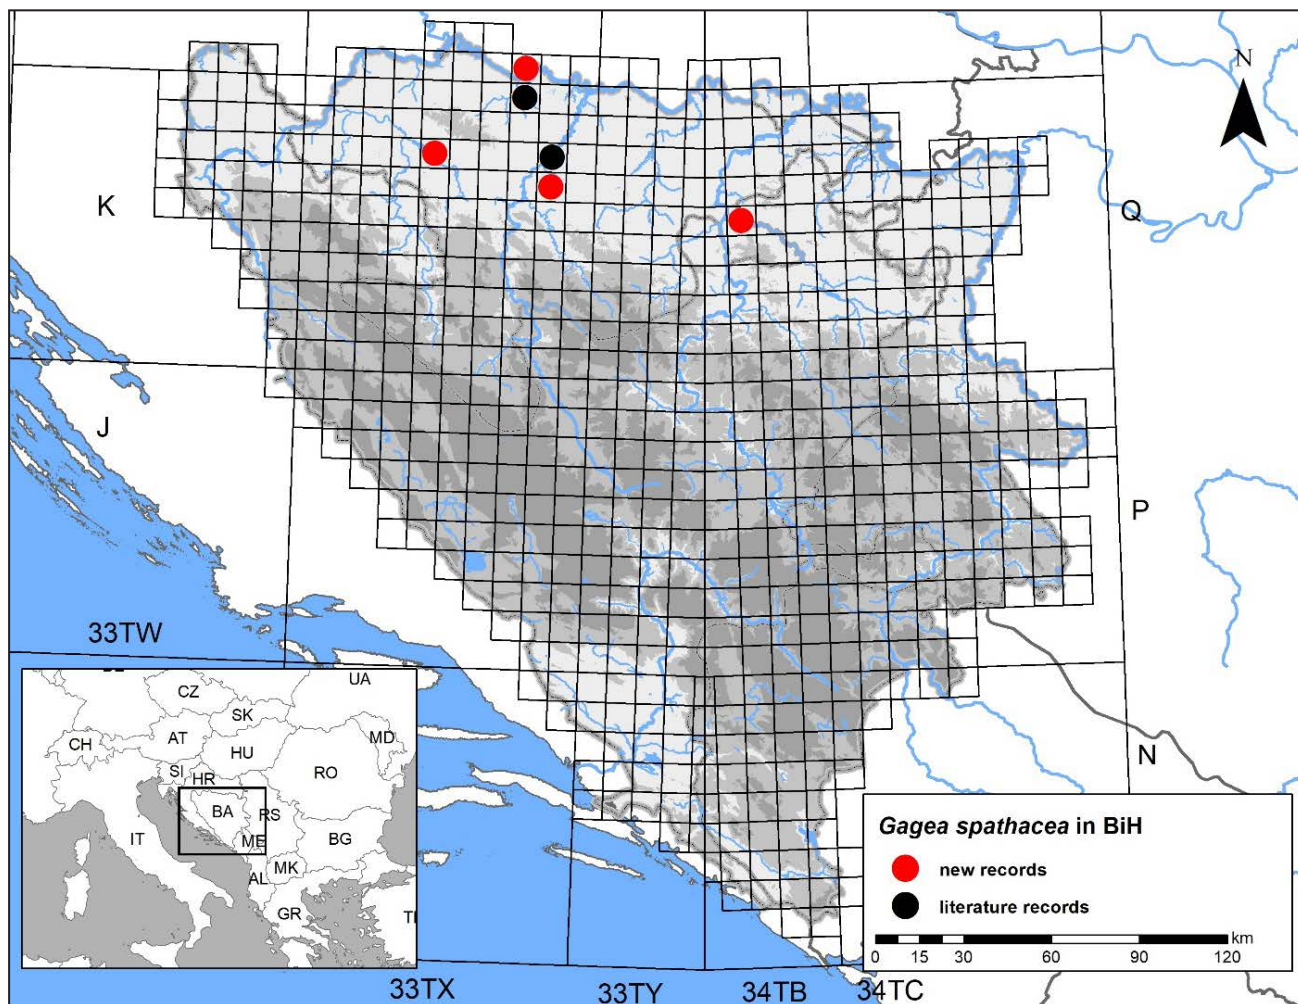 N
K
Q
J
P
33TW
N
UA
CZ
SK
MD
CH
AT
HU
SI
HR
RO
BA
RS
IT
ME
BG
MK
AL
GR
Gagea spathacea in BiH
new records
literature records
km
0 15 30 60 90 120
33TX 33TY 34TB 34TC